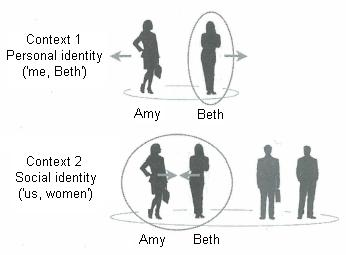 Context 1
Personal identity
('me, Beth')
Amy
Beth
Context 2
Social identity
('us, women')
Amy
Beth